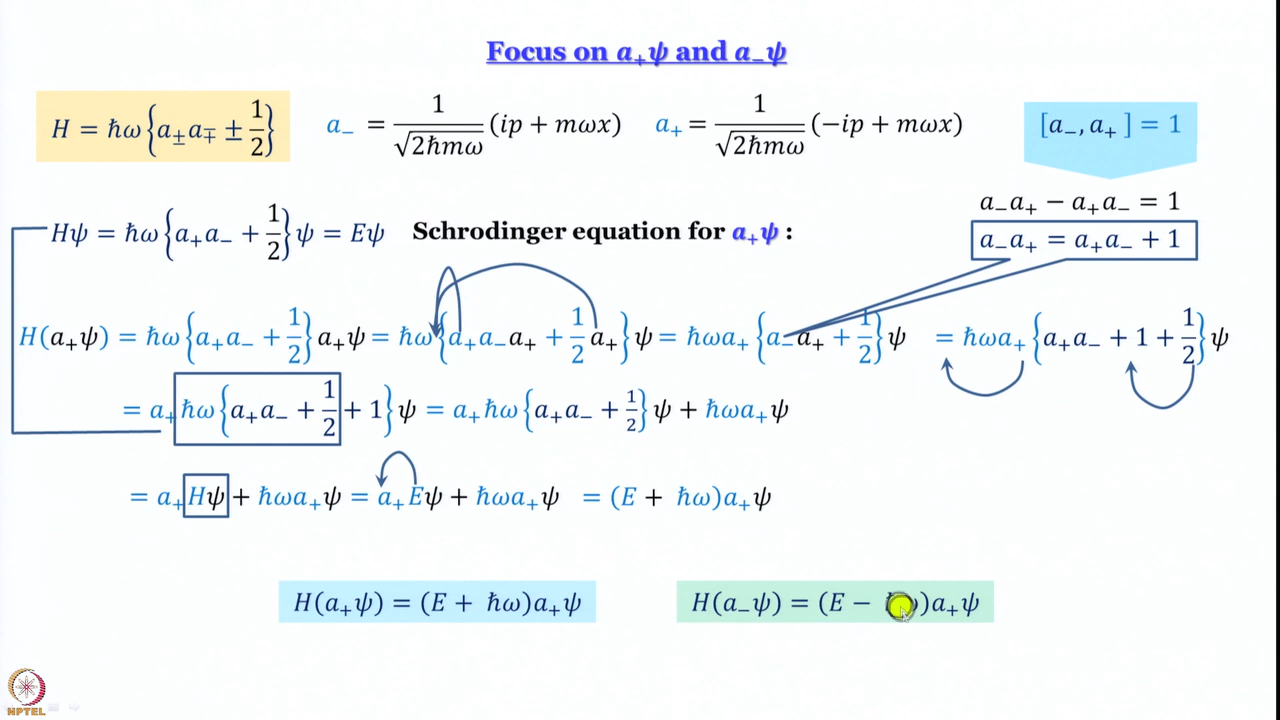 Focus on a₊ψ and a₋ψ
H = ħω{a±a∓ ± 1/2} a₋ = 1/√(2ħmω) (ip + mωx) a₊ = 1/√(2ħmω) (−ip + mωx) [a₋, a₊] = 1
a₋a₊ − a₊a₋ = 1
Hψ = ħω{a₊a₋ + 1/2}ψ = Eψ Schrodinger equation for a₊ψ : a₋a₊ = a₊a₋ + 1
H(a₊ψ) = ħω{a₊a₋ + 1/2}a₊ψ = ħω{a₊a₋a₊ + 1/2 a₊}ψ = ħωa₊{a₋a₊ + 1/2}ψ = ħωa₊{a₊a₋ + 1 + 1/2}ψ
= a₊ħω{a₊a₋ + 1/2 + 1}ψ = a₊ħω{a₊a₋ + 1/2}ψ + ħωa₊ψ
= a₊Hψ + ħωa₊ψ = a₊Eψ + ħωa₊ψ = (E + ħω)a₊ψ
H(a₊ψ) = (E + ħω)a₊ψ H(a₋ψ) = (E − )a₊ψ
NPTEL